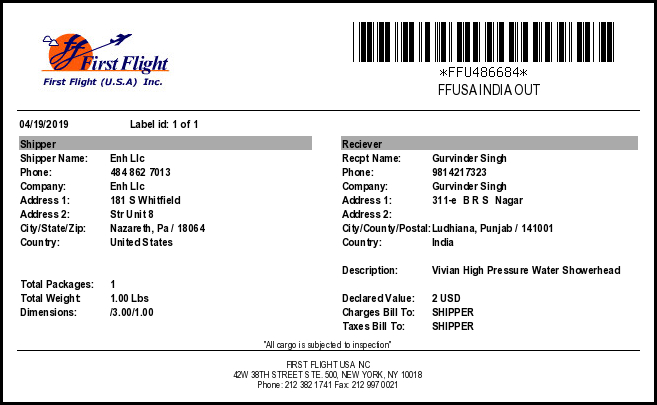 First Flight
First Flight (U.S.A) Inc.
*FFU486684*
FFUSA INDIA OUT
04/19/2019 Label id: 1 of 1
Shipper
Shipper Name: Enh Llc
Phone: 484 862 7013
Company: Enh Llc
Address 1: 181 S Whitfield
Address 2: Str Unit 8
City/State/Zip: Nazareth, Pa / 18064
Country: United States
Total Packages: 1
Total Weight: 1.00 Lbs
Dimensions: /3.00/1.00
Reciever
Recpt Name: Gurvinder Singh
Phone: 9814217323
Company: Gurvinder Singh
Address 1: 311-e B R S Nagar
Address 2:
City/County/Postal: Ludhiana, Punjab / 141001
Country: India
Description: Vivian High Pressure Water Showerhead
Declared Value: 2 USD
Charges Bill To: SHIPPER
Taxes Bill To: SHIPPER
"All cargo is subjected to inspection"
FIRST FLIGHT USA INC
42W 38TH STREET STE. 500, NEW YORK, NY 10018
Phone: 212 382 1741 Fax: 212 997 0021